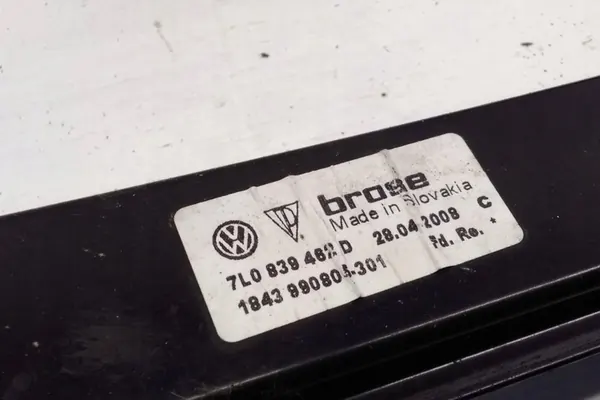 brose
Made in Slovakia
7L0 839 462 D 28.04.2008 C
1843 990804-301 Fd. Re. *